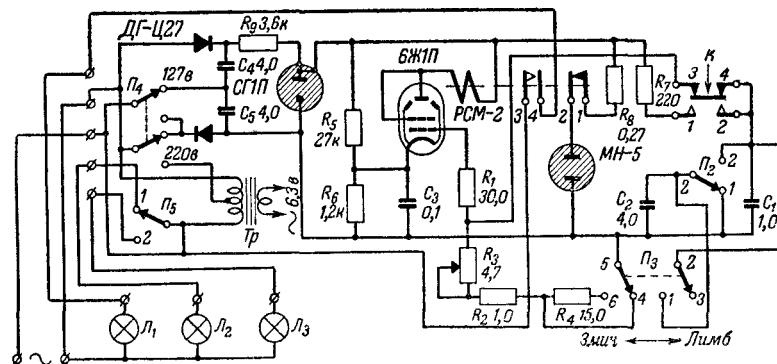 ДГ-Ц27
R9 3,6к
C4 4,0
СГ1П
П4
127в
C5 4,0
220в
П5
1
2
Тр
6,3в
~
R5
27к
R6
1,2к
C3
0,1
6Ж1П
РСМ-2
3 4
2 1
R1
30,0
R3
4,7
R2 1,0
R4 15,0
R8
0,27
МН-5
R7
220
К
3 4
1 2
П2
2
2
1
C2
4,0
C1
1,0
П3
5
2
6
4
1
3
3мич
Лимб
Л1
Л2
Л3
~